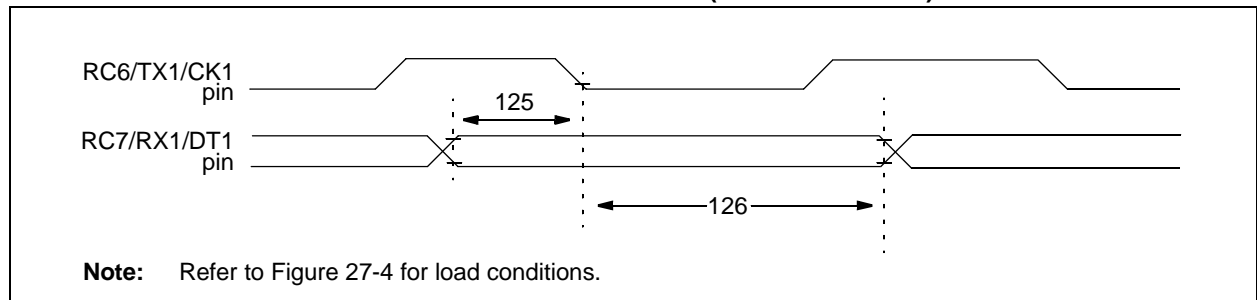 RC6/TX1/CK1
pin
125
RC7/RX1/DT1
pin
126
Note: Refer to Figure 27-4 for load conditions.